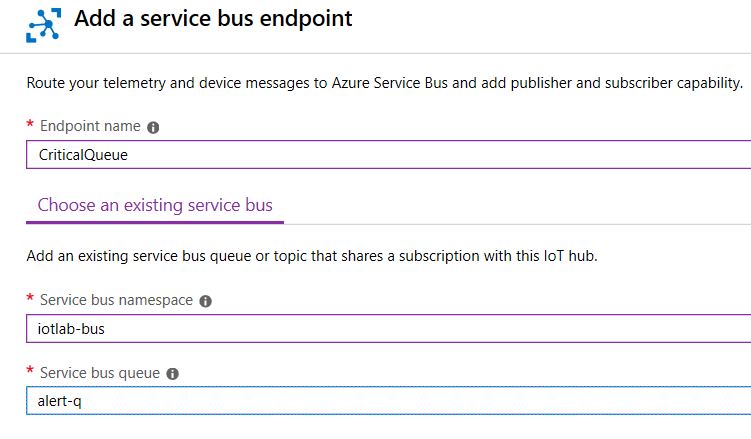 Add a service bus endpoint
Route your telemetry and device messages to Azure Service Bus and add publisher and subscriber capability.
* Endpoint name
CriticalQueue
Choose an existing service bus
Add an existing service bus queue or topic that shares a subscription with this IoT hub.
* Service bus namespace
iotlab-bus
* Service bus queue
alert-q